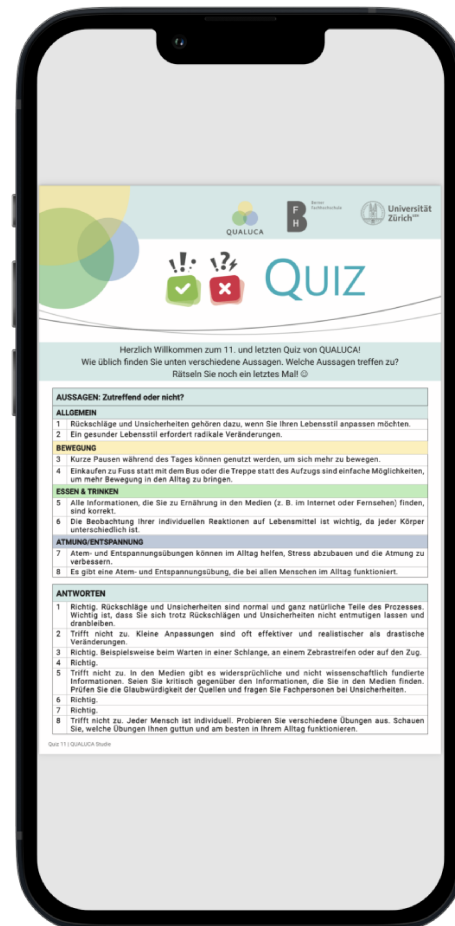 QUALUCA
B
F
H
Berner
Fachhochschule
Universität
Zürich UZH
QUIZ
Herzlich Willkommen zum 11. und letzten Quiz von QUALUCA!
Wie üblich finden Sie unten verschiedene Aussagen. Welche Aussagen treffen zu?
Rätseln Sie noch ein letztes Mal! ☺
AUSSAGEN: Zutreffend oder nicht?
ALLGEMEIN
1 Rückschläge und Unsicherheiten gehören dazu, wenn Sie Ihren Lebensstil anpassen möchten.
2 Ein gesunder Lebensstil erfordert radikale Veränderungen.
BEWEGUNG
3 Kurze Pausen während des Tages können genutzt werden, um sich mehr zu bewegen.
4 Einkaufen zu Fuss statt mit dem Bus oder die Treppe statt des Aufzugs sind einfache Möglichkeiten,
um mehr Bewegung in den Alltag zu bringen.
ESSEN & TRINKEN
5 Alle Informationen, die Sie zu Ernährung in den Medien (z. B. im Internet oder Fernsehen) finden,
sind korrekt.
6 Die Beobachtung Ihrer individuellen Reaktionen auf Lebensmittel ist wichtig, da jeder Körper
unterschiedlich ist.
ATMUNG/ENTSPANNUNG
7 Atem- und Entspannungsübungen können im Alltag helfen, Stress abzubauen und die Atmung zu
verbessern.
8 Es gibt eine Atem- und Entspannungsübung, die bei allen Menschen im Alltag funktioniert.
ANTWORTEN
1 Richtig. Rückschläge und Unsicherheiten sind normal und ganz natürliche Teile des Prozesses.
Wichtig ist, dass Sie sich trotz Rückschlägen und Unsicherheiten nicht entmutigen lassen und
dranbleiben.
2 Trifft nicht zu. Kleine Anpassungen sind oft effektiver und realistischer als drastische
Veränderungen.
3 Richtig. Beispielsweise beim Warten in einer Schlange, an einem Zebrastreifen oder auf den Zug.
4 Richtig.
5 Trifft nicht zu. In den Medien gibt es widersprüchliche und nicht wissenschaftlich fundierte
Informationen. Seien Sie kritisch gegenüber den Informationen, die Sie in den Medien finden.
Prüfen Sie die Glaubwürdigkeit der Quellen und fragen Sie Fachpersonen bei Unsicherheiten.
6 Richtig.
7 Richtig.
8 Trifft nicht zu. Jeder Mensch ist individuell. Probieren Sie verschiedene Übungen aus. Schauen
Sie, welche Übungen Ihnen guttun und am besten in Ihrem Alltag funktionieren.
Quiz 11 | QUALUCA Studie